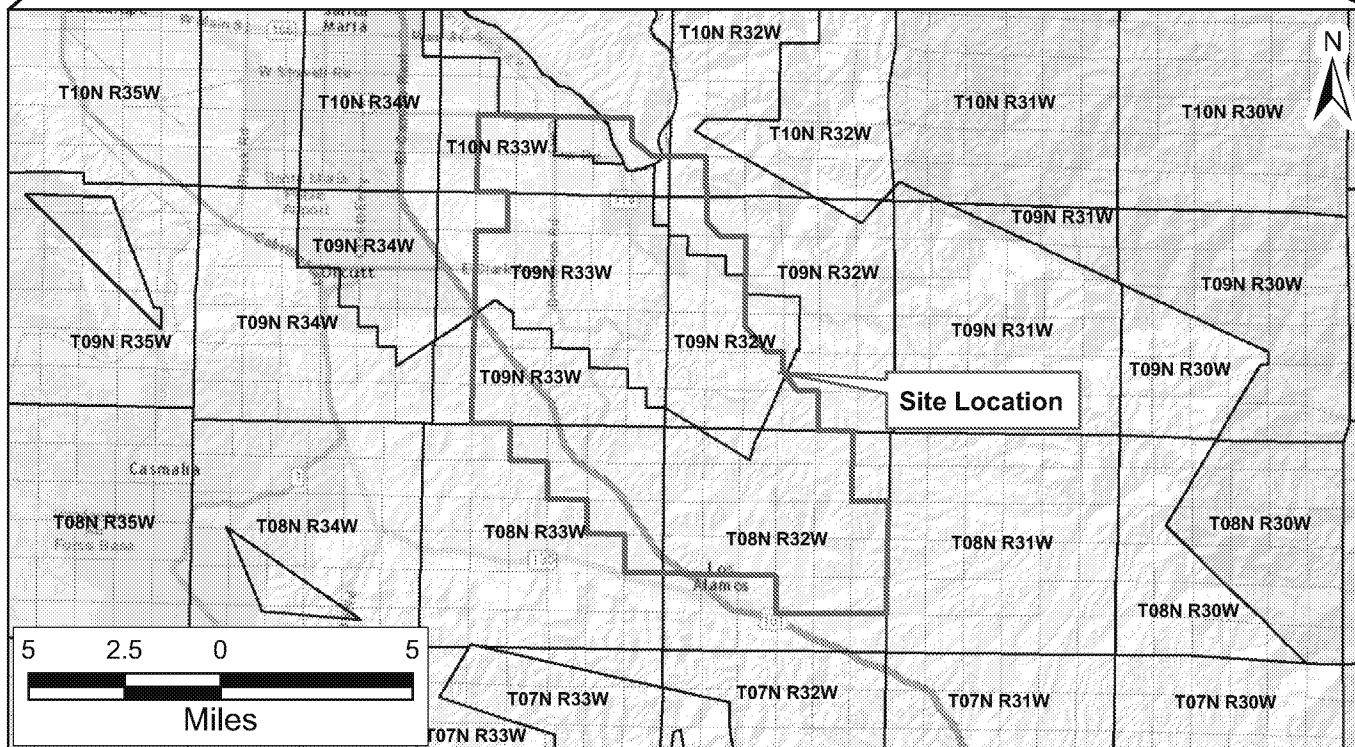 Santa
Maria
T10N R32W
N
T10N R35W
T10N R34W
T10N R31W
T10N R30W
T10N R33W
T10N R32W
T09N R31W
T09N R34W
T09N R33W
T09N R32W
T09N R30W
Orcutt
T09N R34W
T09N R35W
T09N R32W
T09N R31W
T09N R33W
T09N R30W
Site Location
Casmalia
T08N R35W
T08N R34W
T08N R33W
T08N R32W
T08N R31W
T08N R30W
Los
Alamos
T08N R30W
5 2.5 0 5
Miles
T07N R33W
T07N R32W
T07N R31W
T07N R30W
T07N R33W